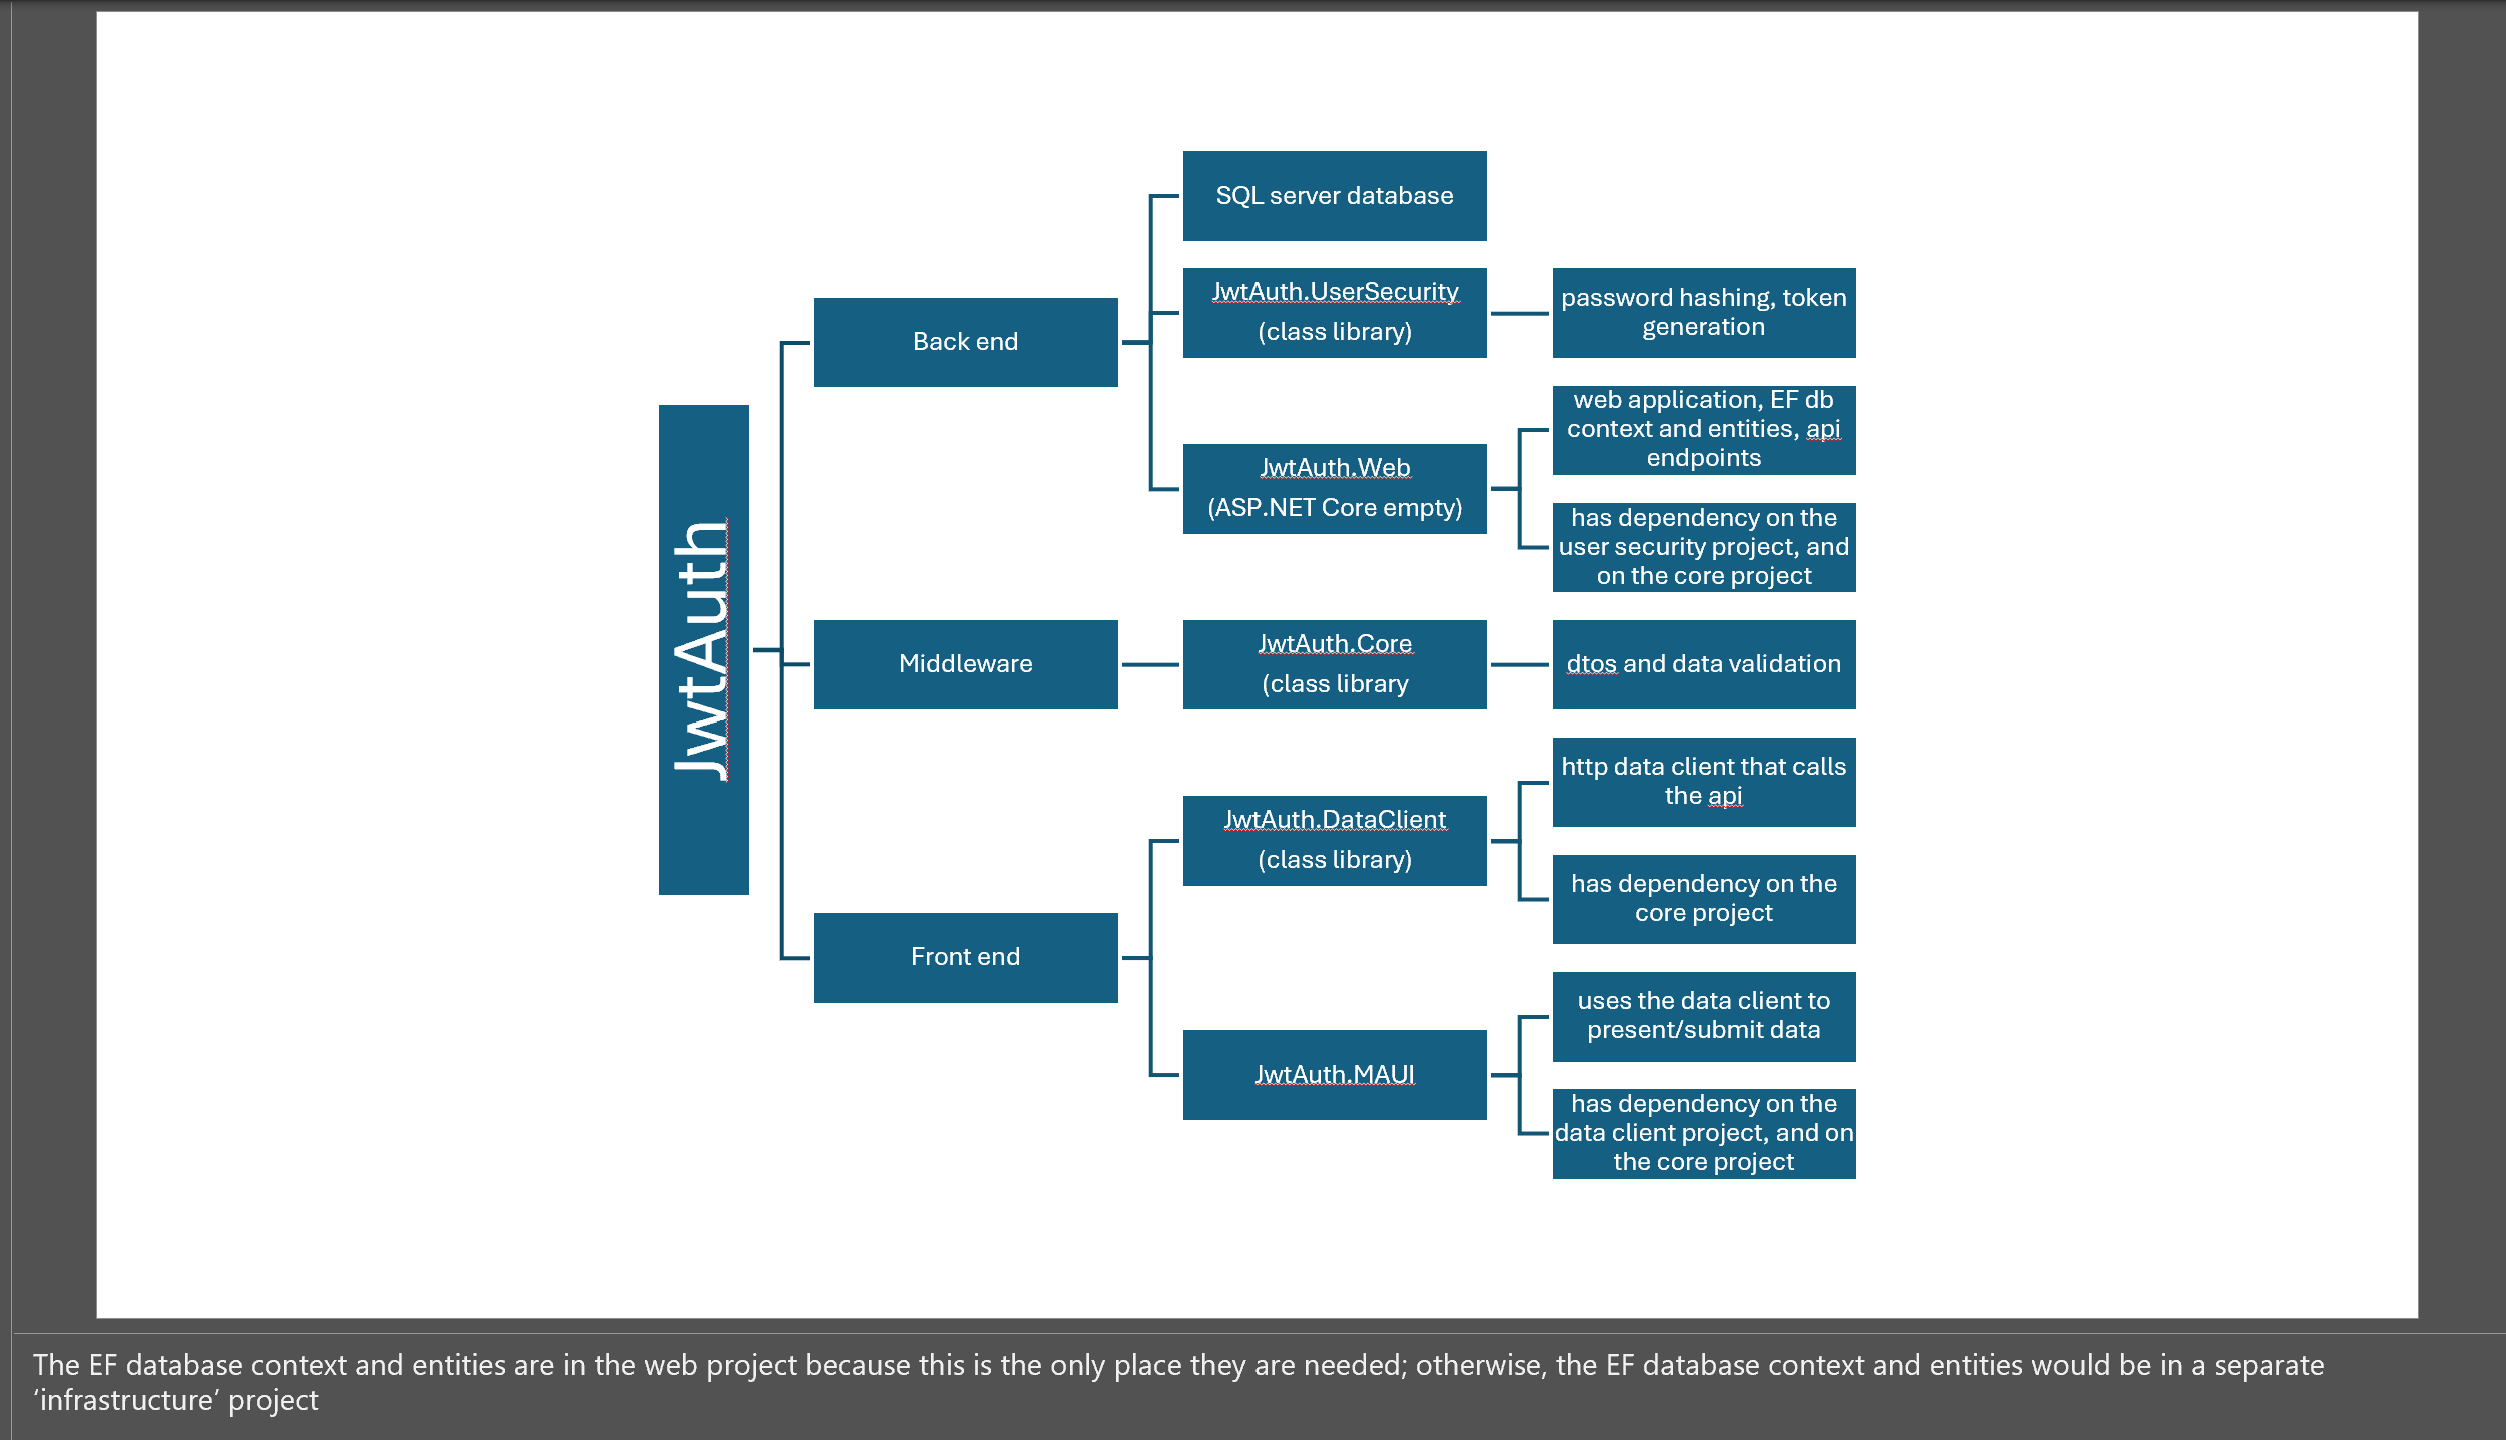 JwtAuth
Back end
SQL server database
JwtAuth.UserSecurity
(class library)
password hashing, token
generation
JwtAuth.Web
(ASP.NET Core empty)
web application, EF db
context and entities, api
endpoints
has dependency on the
user security project, and
on the core project
Middleware
JwtAuth.Core
(class library
dtos and data validation
Front end
JwtAuth.DataClient
(class library)
http data client that calls
the api
has dependency on the
core project
JwtAuth.MAUI
uses the data client to
present/submit data
has dependency on the
data client project, and on
the core project
The EF database context and entities are in the web project because this is the only place they are needed; otherwise, the EF database context and entities would be in a separate
‘infrastructure’ project